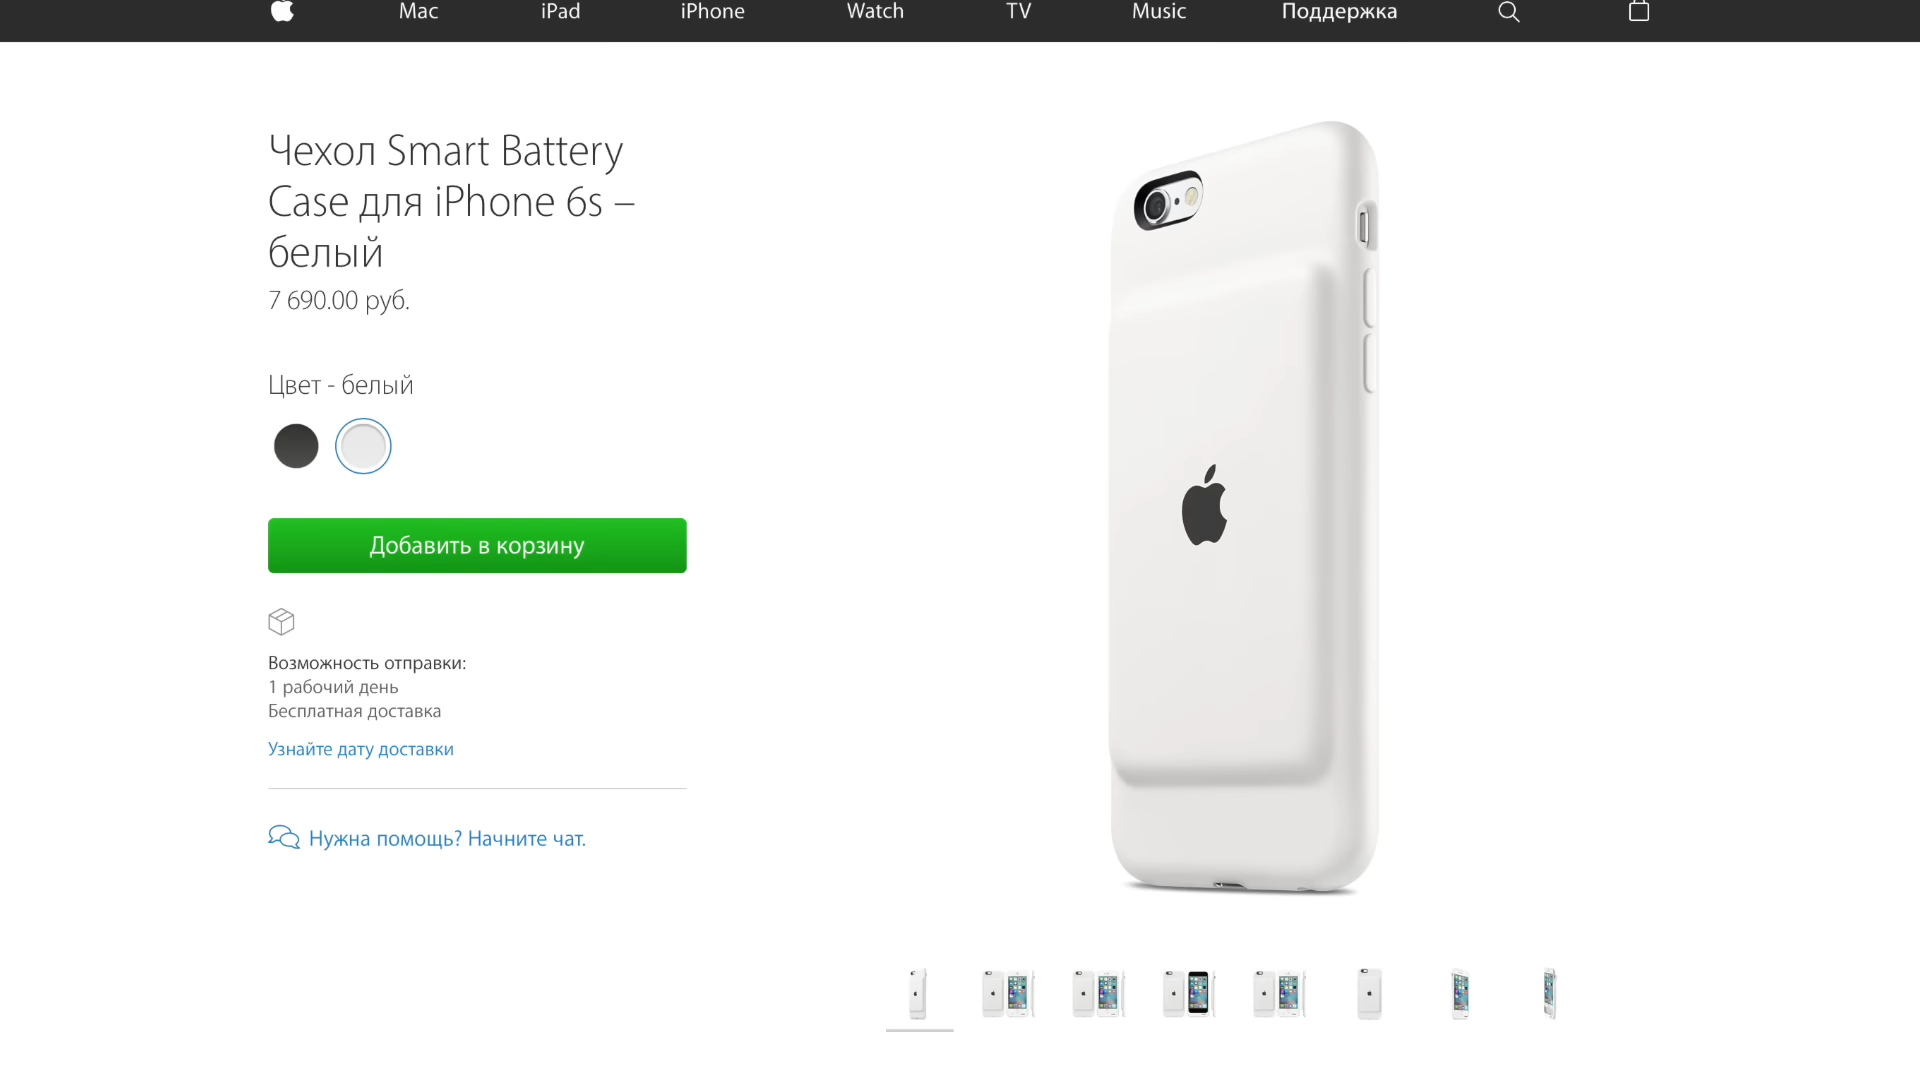 Mac iPad iPhone Watch TV Music Поддержка
Чехол Smart Battery
Case для iPhone 6s –
белый
7 690.00 руб.
Цвет - белый
Добавить в корзину
Возможность отправки:
1 рабочий день
Бесплатная доставка
Узнайте дату доставки
Нужна помощь? Начните чат.